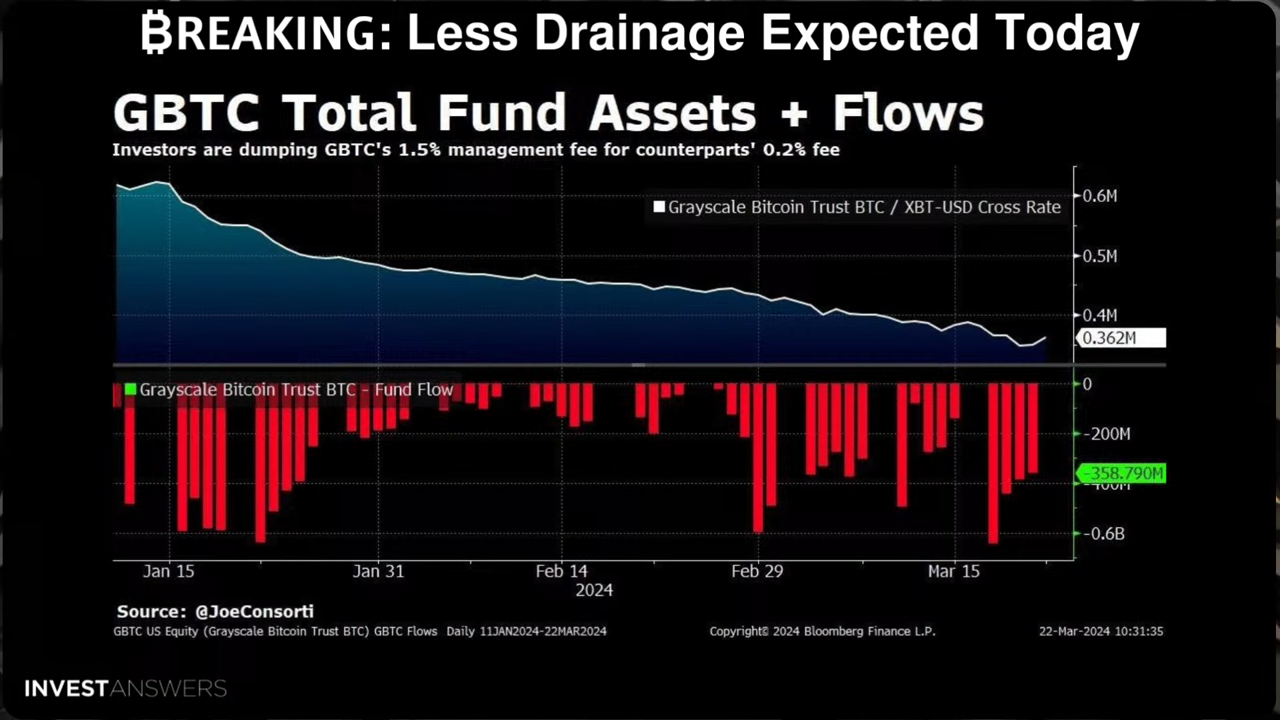 ₿REAKING: Less Drainage Expected Today
GBTC Total Fund Assets + Flows
Investors are dumping GBTC's 1.5% management fee for counterparts' 0.2% fee
Grayscale Bitcoin Trust BTC / XBT-USD Cross Rate
0.6M
0.5M
0.4M
0.362M
Grayscale Bitcoin Trust BTC - Fund Flow
0
-200M
-358.790M
-400M
-0.6B
Jan 15 Jan 31 Feb 14 Feb 29 Mar 15
2024
Source: @JoeConsorti
GBTC US Equity (Grayscale Bitcoin Trust BTC) GBTC Flows Daily 11JAN2024-22MAR2024 Copyright© 2024 Bloomberg Finance L.P. 22-Mar-2024 10:31:35
INVESTANSWERS